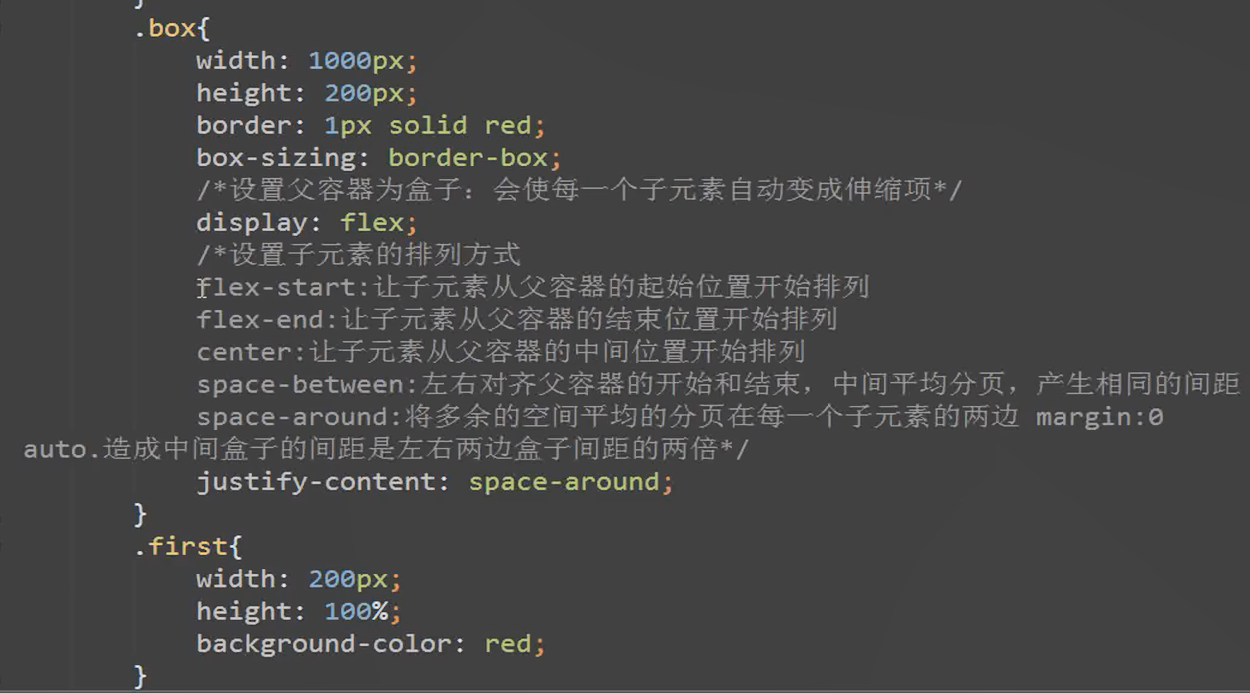 }
.box{
width: 1000px;
height: 200px;
border: 1px solid red;
box-sizing: border-box;
/*设置父容器为盒子：会使每一个子元素自动变成伸缩项*/
display: flex;
/*设置子元素的排列方式
flex-start:让子元素从父容器的起始位置开始排列
flex-end:让子元素从父容器的结束位置开始排列
center:让子元素从父容器的中间位置开始排列
space-between:左右对齐父容器的开始和结束，中间平均分页，产生相同的间距
space-around:将多余的空间平均的分页在每一个子元素的两边 margin:0
auto.造成中间盒子的间距是左右两边盒子间距的两倍*/
justify-content: space-around;
}
.first{
width: 200px;
height: 100%;
background-color: red;
}